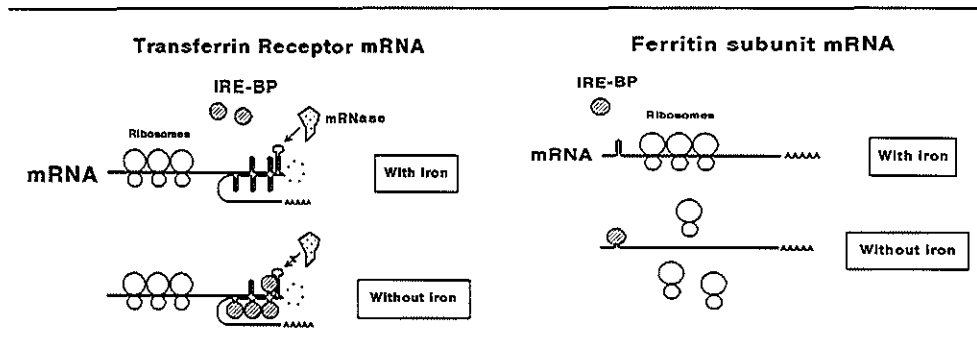 Transferrin Receptor mRNA
IRE-BP
mRNase
Ribosomes
mRNA
With iron
AAAAA
Without iron
AAAAA
Ferritin subunit mRNA
IRE-BP
Ribosomes
mRNA
AAAAA
With iron
AAAAA
Without iron